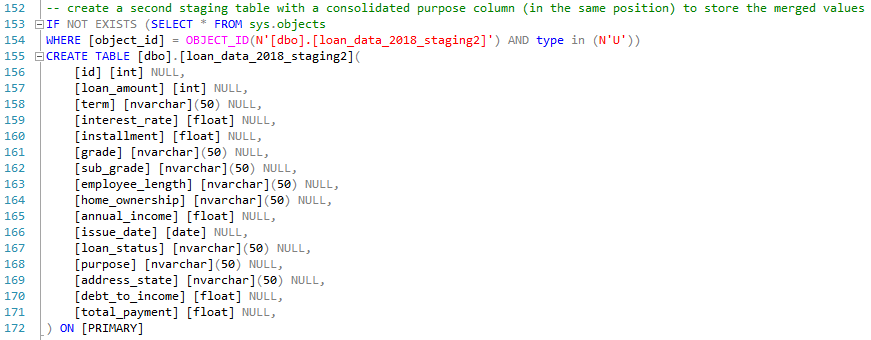 152 -- create a second staging table with a consolidated purpose column (in the same position) to store the merged values
153 IF NOT EXISTS (SELECT * FROM sys.objects
154 WHERE [object_id] = OBJECT_ID(N'[dbo].[loan_data_2018_staging2]') AND type in (N'U'))
155 CREATE TABLE [dbo].[loan_data_2018_staging2](
156 [id] [int] NULL,
157 [loan_amount] [int] NULL,
158 [term] [nvarchar](50) NULL,
159 [interest_rate] [float] NULL,
160 [installment] [float] NULL,
161 [grade] [nvarchar](50) NULL,
162 [sub_grade] [nvarchar](50) NULL,
163 [employee_length] [nvarchar](50) NULL,
164 [home_ownership] [nvarchar](50) NULL,
165 [annual_income] [float] NULL,
166 [issue_date] [date] NULL,
167 [loan_status] [nvarchar](50) NULL,
168 [purpose] [nvarchar](50) NULL,
169 [address_state] [nvarchar](50) NULL,
170 [debt_to_income] [float] NULL,
171 [total_payment] [float] NULL,
172 ) ON [PRIMARY]